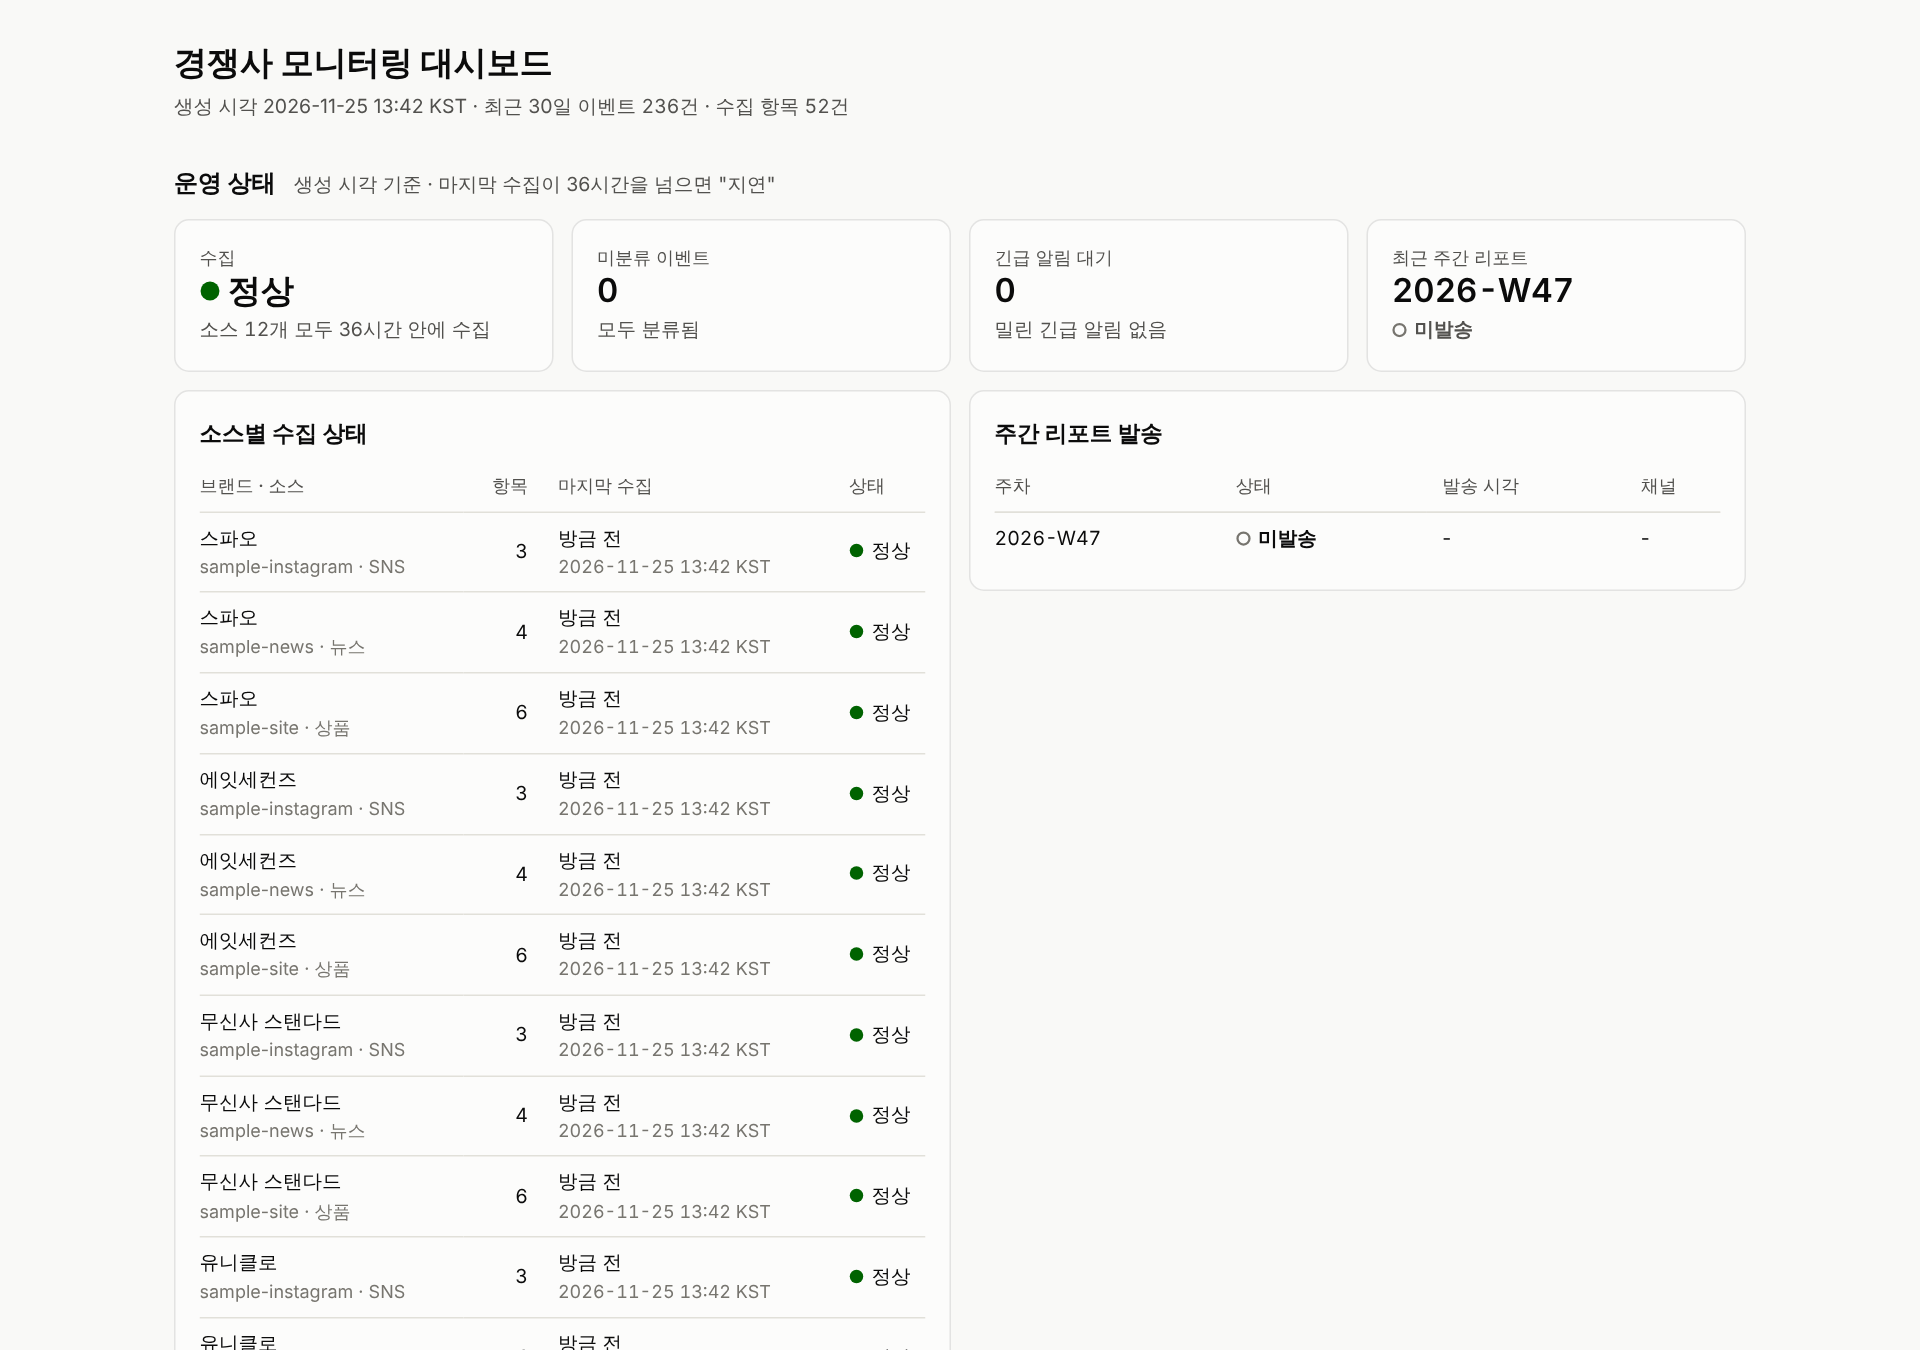 경쟁사 모니터링 대시보드
생성 시각 2026-11-25 13:42 KST · 최근 30일 이벤트 236건 · 수집 항목 52건
운영 상태 생성 시각 기준 · 마지막 수집이 36시간을 넘으면 "지연"
수집
정상
소스 12개 모두 36시간 안에 수집
미분류 이벤트
0
모두 분류됨
긴급 알림 대기
0
밀린 긴급 알림 없음
최근 주간 리포트
2026-W47
미발송
소스별 수집 상태
브랜드 · 소스 항목 마지막 수집 상태
스파오 3 방금 전 정상
sample-instagram · SNS 2026-11-25 13:42 KST
스파오 4 방금 전 정상
sample-news · 뉴스 2026-11-25 13:42 KST
스파오 6 방금 전 정상
sample-site · 상품 2026-11-25 13:42 KST
에잇세컨즈 3 방금 전 정상
sample-instagram · SNS 2026-11-25 13:42 KST
에잇세컨즈 4 방금 전 정상
sample-news · 뉴스 2026-11-25 13:42 KST
에잇세컨즈 6 방금 전 정상
sample-site · 상품 2026-11-25 13:42 KST
무신사 스탠다드 3 방금 전 정상
sample-instagram · SNS 2026-11-25 13:42 KST
무신사 스탠다드 4 방금 전 정상
sample-news · 뉴스 2026-11-25 13:42 KST
무신사 스탠다드 6 방금 전 정상
sample-site · 상품 2026-11-25 13:42 KST
유니클로 3 방금 전 정상
sample-instagram · SNS 2026-11-25 13:42 KST
유니클로 방금 전
주간 리포트 발송
주차 상태 발송 시각 채널
2026-W47 미발송 - -